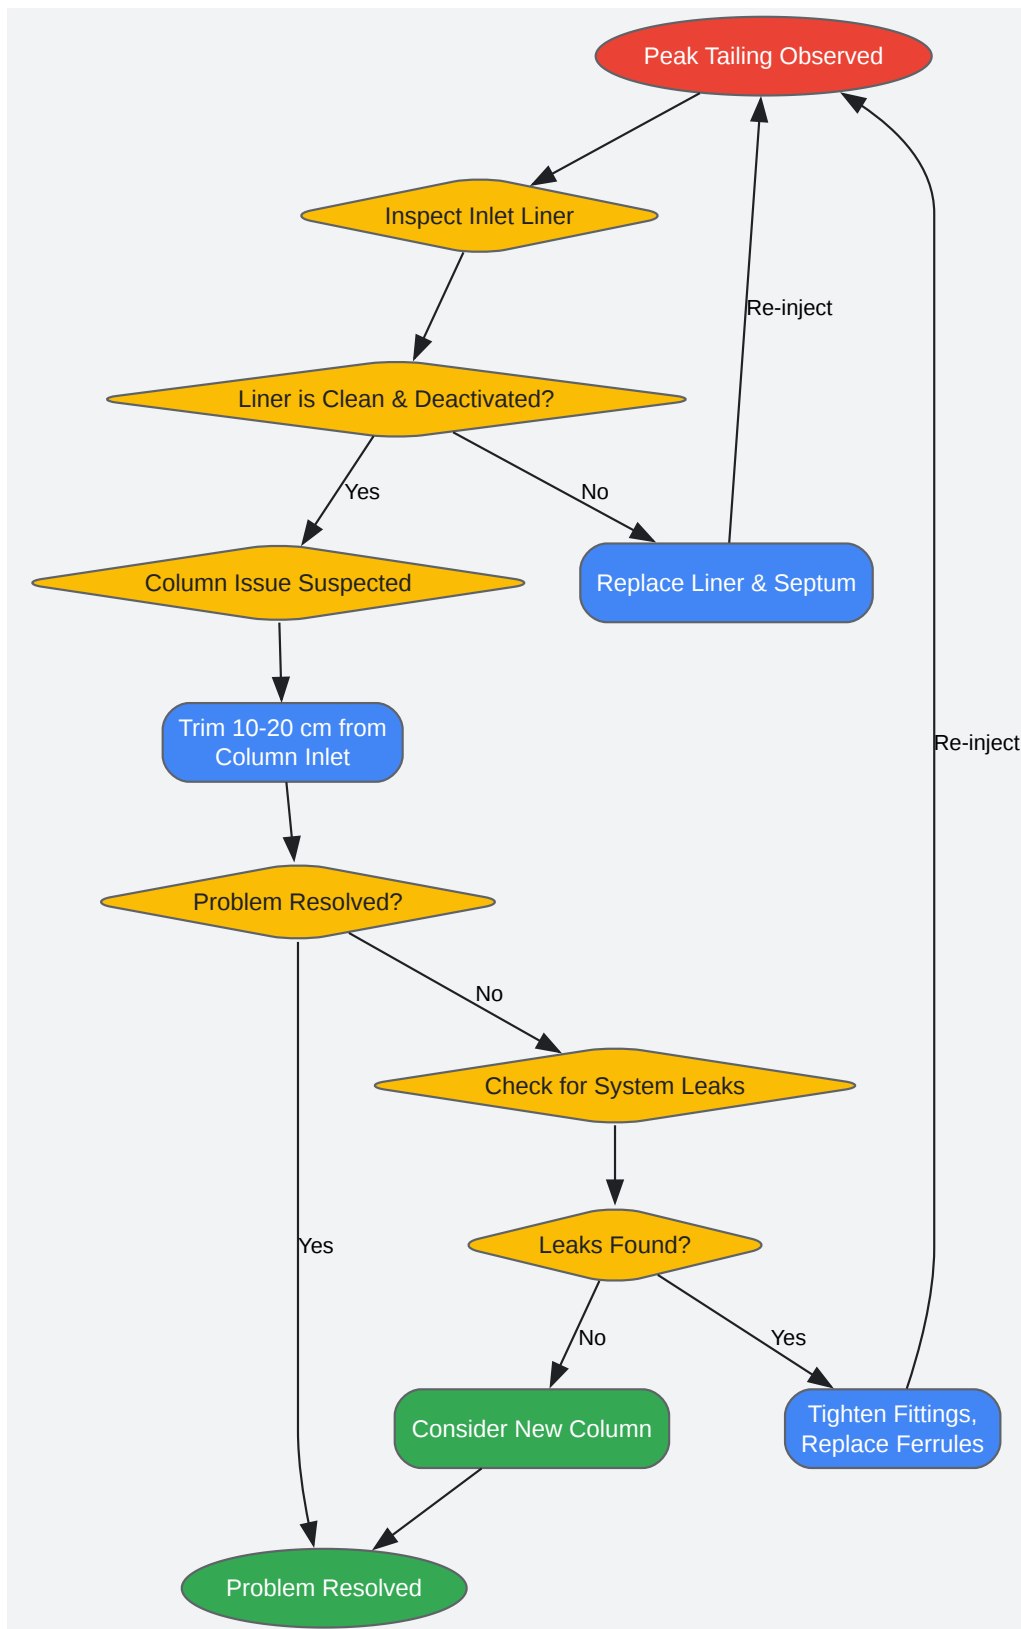 Peak Tailing Observed
Inspect Inlet Liner
Re-inject
Liner is Clean & Deactivated?
Yes
No
Column Issue Suspected
Replace Liner & Septum
Trim 10-20 cm from
Column Inlet
Re-inject
Problem Resolved?
No
Check for System Leaks
Yes
Leaks Found?
No
Yes
Consider New Column
Tighten Fittings,
Replace Ferrules
Problem Resolved